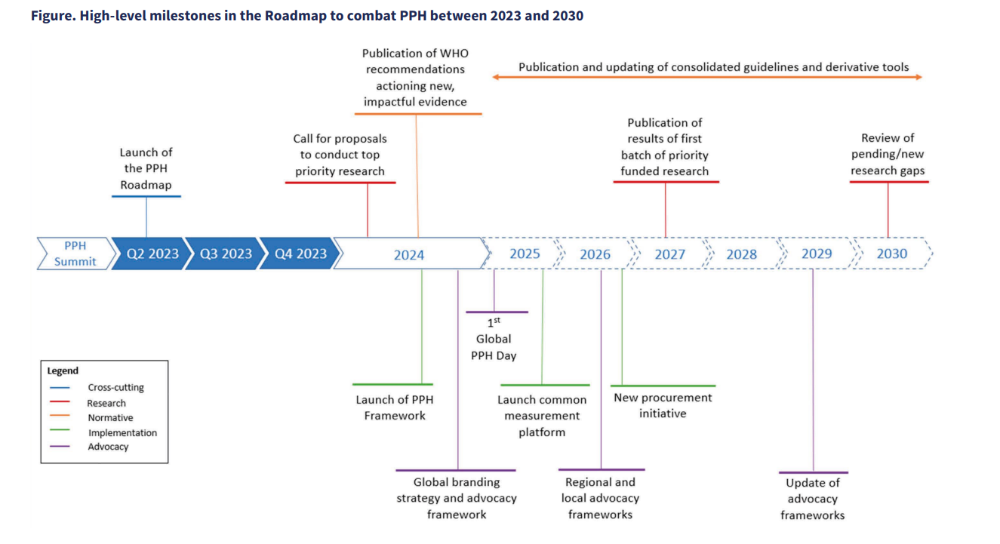 Figure. High-level milestones in the Roadmap to combat PPH between 2023 and 2030
Publication of WHO
recommendations
actioning new,
impactful evidence
Publication and updating of consolidated guidelines and derivative tools
Launch of
the PPH
Roadmap
Call for proposals
to conduct top
priority research
Publication of
results of first
batch of priority
funded research
Review of
pending/new
research gaps
PPH
Summit
Q2 2023
Q3 2023
Q4 2023
2024
2025
2026
2027
2028
2029
2030
1st
Global
PPH Day
Launch of PPH
Framework
Launch common
measurement
platform
New procurement
initiative
Global branding
strategy and advocacy
framework
Regional and
local advocacy
frameworks
Update of
advocacy
frameworks
Legend
Cross-cutting
Research
Normative
Implementation
Advocacy